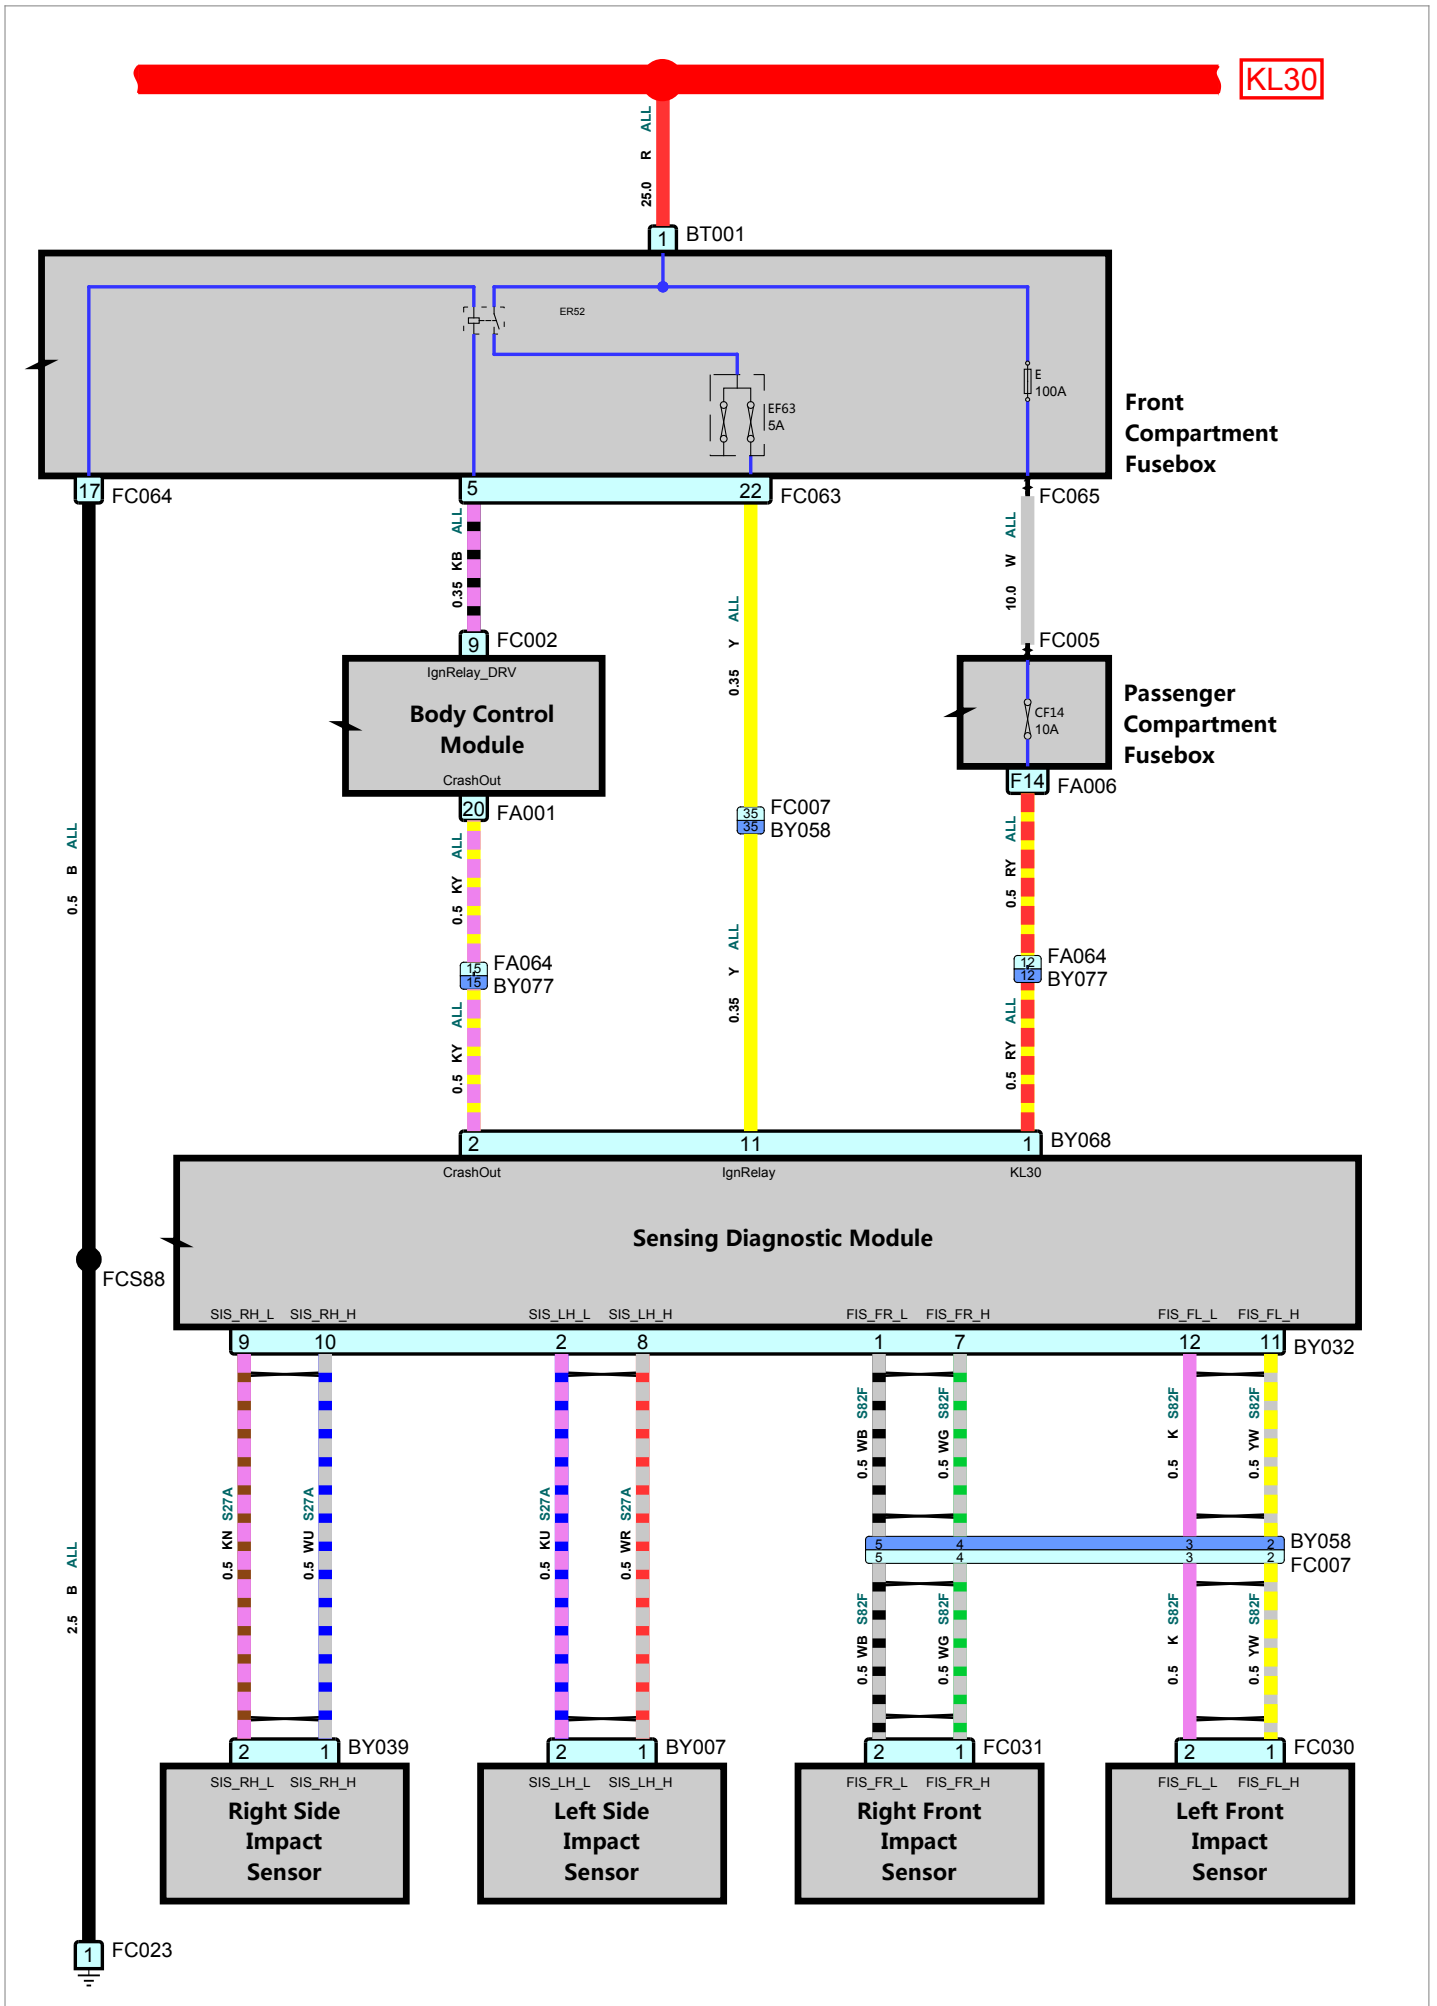 KL30
25.0 R ALL
1 BT001
ER52
EF63
5A
E
100A
Front
Compartment
Fusebox
17 FC064
5 22 FC063
FC065
0.35 KB ALL
0.35 Y ALL
10.0 W ALL
9 FC002
IgnRelay_DRV
Body Control
Module
CrashOut
20 FA001
FC005
CF14
10A
Passenger
Compartment
Fusebox
F14 FA006
35 FC007
35 BY058
0.5 B ALL
0.5 KY ALL
0.5 RY ALL
15 FA064
15 BY077
12 FA064
12 BY077
0.5 KY ALL
0.35 Y ALL
0.5 RY ALL
2 11 1 BY068
CrashOut IgnRelay KL30
Sensing Diagnostic Module
FCS88
SIS_RH_L SIS_RH_H SIS_LH_L SIS_LH_H FIS_FR_L FIS_FR_H FIS_FL_L FIS_FL_H
9 10 2 8 1 7 12 11 BY032
0.5 KN S27A
0.5 WU S27A
0.5 KU S27A
0.5 WR S27A
0.5 WB S82F
0.5 WG S82F
0.5 K S82F
0.5 YW S82F
5 4 3 2 BY058
5 4 3 2 FC007
2.5 B ALL
0.5 WB S82F
0.5 WG S82F
0.5 K S82F
0.5 YW S82F
2 1 BY039
2 1 BY007
2 1 FC031
2 1 FC030
SIS_RH_L SIS_RH_H
Right Side
Impact
Sensor
SIS_LH_L SIS_LH_H
Left Side
Impact
Sensor
FIS_FR_L FIS_FR_H
Right Front
Impact
Sensor
FIS_FL_L FIS_FL_H
Left Front
Impact
Sensor
1 FC023